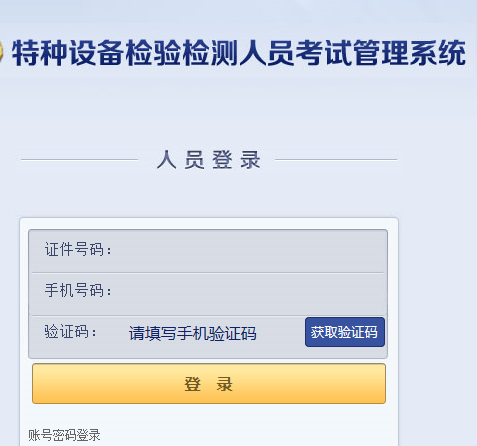 特种设备检验检测人员考试管理系统
人员登录
证件号码：
手机号码：
验证码： 请填写手机验证码 获取验证码
登 录
账号密码登录